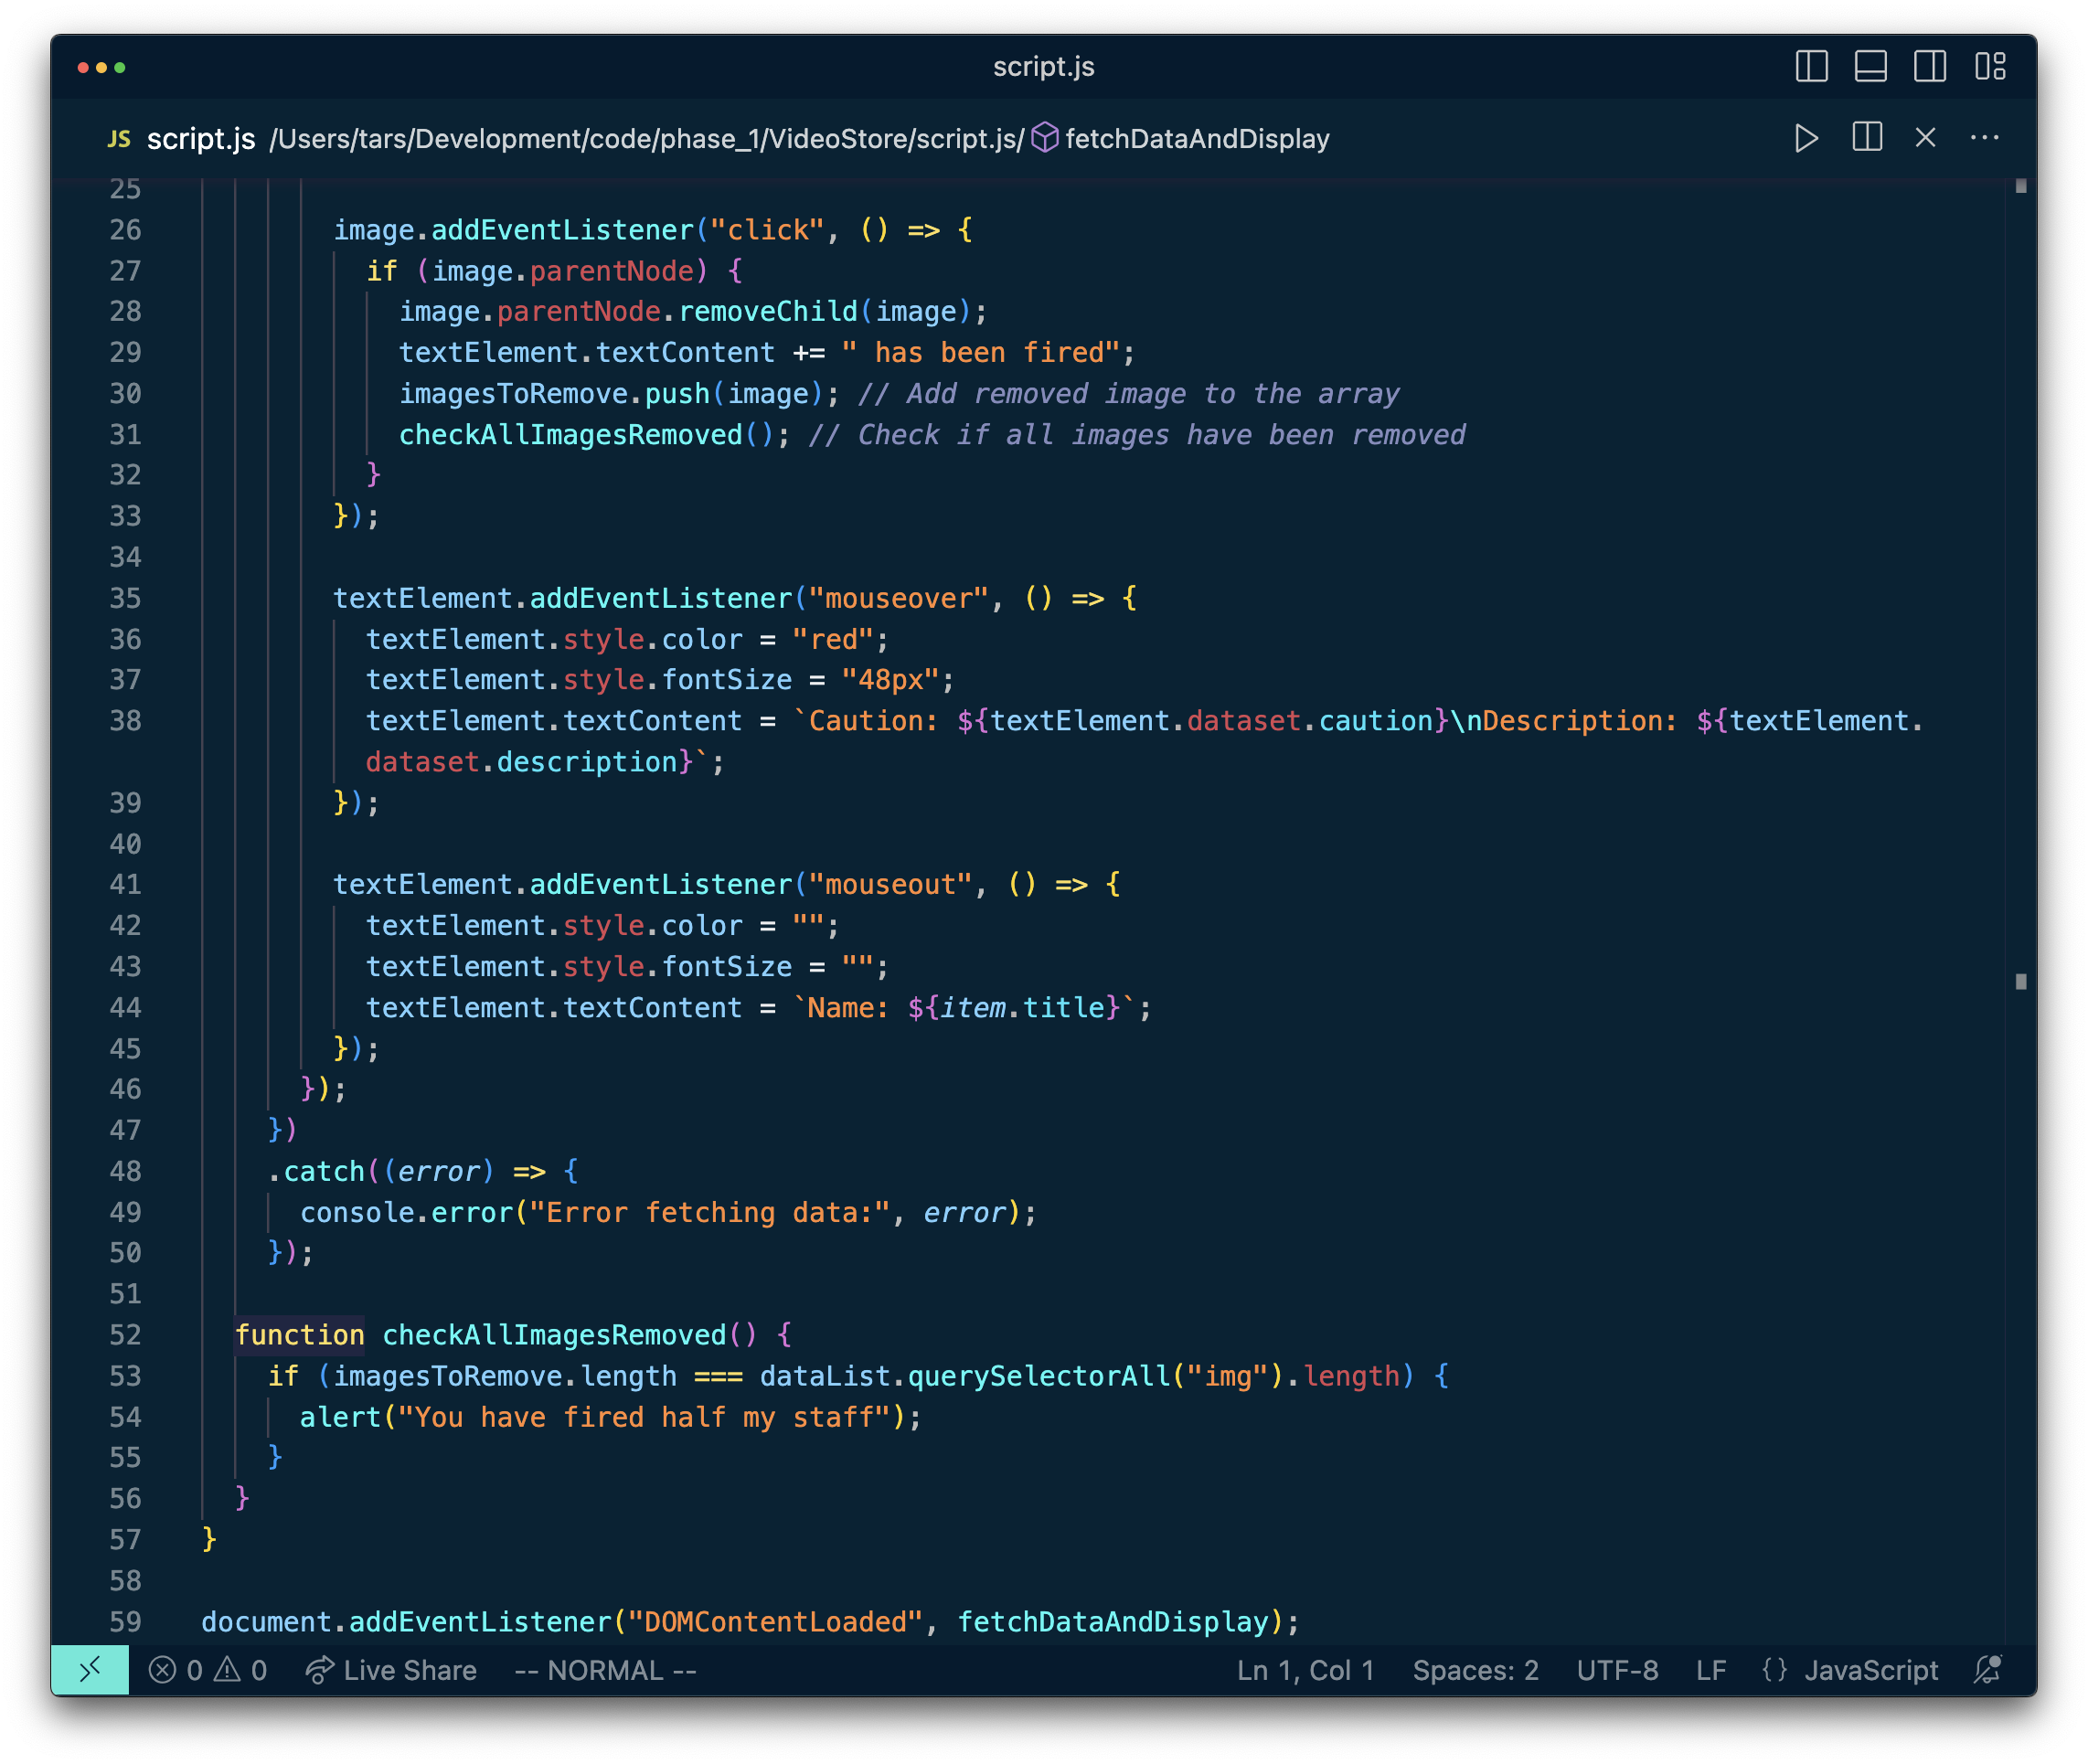 script.js
JS script.js /Users/tars/Development/code/phase_1/VideoStore/script.js/ fetchDataAndDisplay
25
26 image.addEventListener("click", () => {
27 if (image.parentNode) {
28 image.parentNode.removeChild(image);
29 textElement.textContent += " has been fired";
30 imagesToRemove.push(image); // Add removed image to the array
31 checkAllImagesRemoved(); // Check if all images have been removed
32 }
33 });
34
35 textElement.addEventListener("mouseover", () => {
36 textElement.style.color = "red";
37 textElement.style.fontSize = "48px";
38 textElement.textContent = `Caution: ${textElement.dataset.caution}\nDescription: ${textElement.
dataset.description}`;
39 });
40
41 textElement.addEventListener("mouseout", () => {
42 textElement.style.color = "";
43 textElement.style.fontSize = "";
44 textElement.textContent = `Name: ${item.title}`;
45 });
46 });
47 })
48 .catch((error) => {
49 console.error("Error fetching data:", error);
50 });
51
52 function checkAllImagesRemoved() {
53 if (imagesToRemove.length === dataList.querySelectorAll("img").length) {
54 alert("You have fired half my staff");
55 }
56 }
57 }
58
59 document.addEventListener("DOMContentLoaded", fetchDataAndDisplay);
0 0 Live Share -- NORMAL -- Ln 1, Col 1 Spaces: 2 UTF-8 LF {} JavaScript